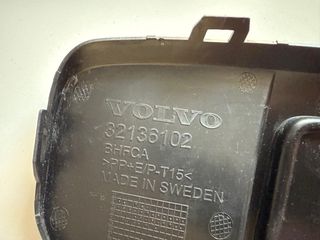 VOLVO
32136102
BHFCA
>PP+E/P-T15<
MADE IN SWEDEN